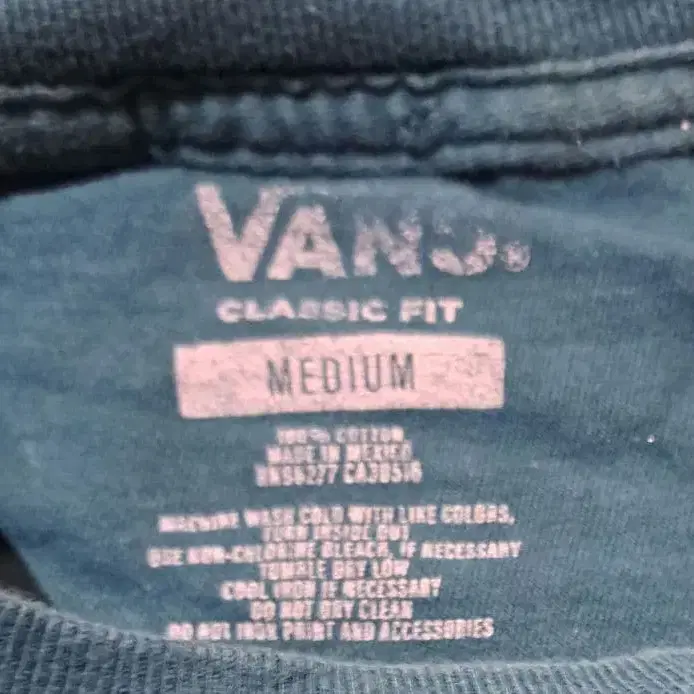 VANS®
CLASSIC FIT
MEDIUM
100% COTTON
MADE IN MEXICO
MACHINE WASH COLD WITH LIKE COLORS,
TURN INSIDE OUT
USE NON-CHLORINE BLEACH, IF NECESSARY
TUMBLE DRY LOW
COOL IRON IF NECESSARY
DO NOT DRY CLEAN
DO NOT IRON PRINT AND ACCESSORIES